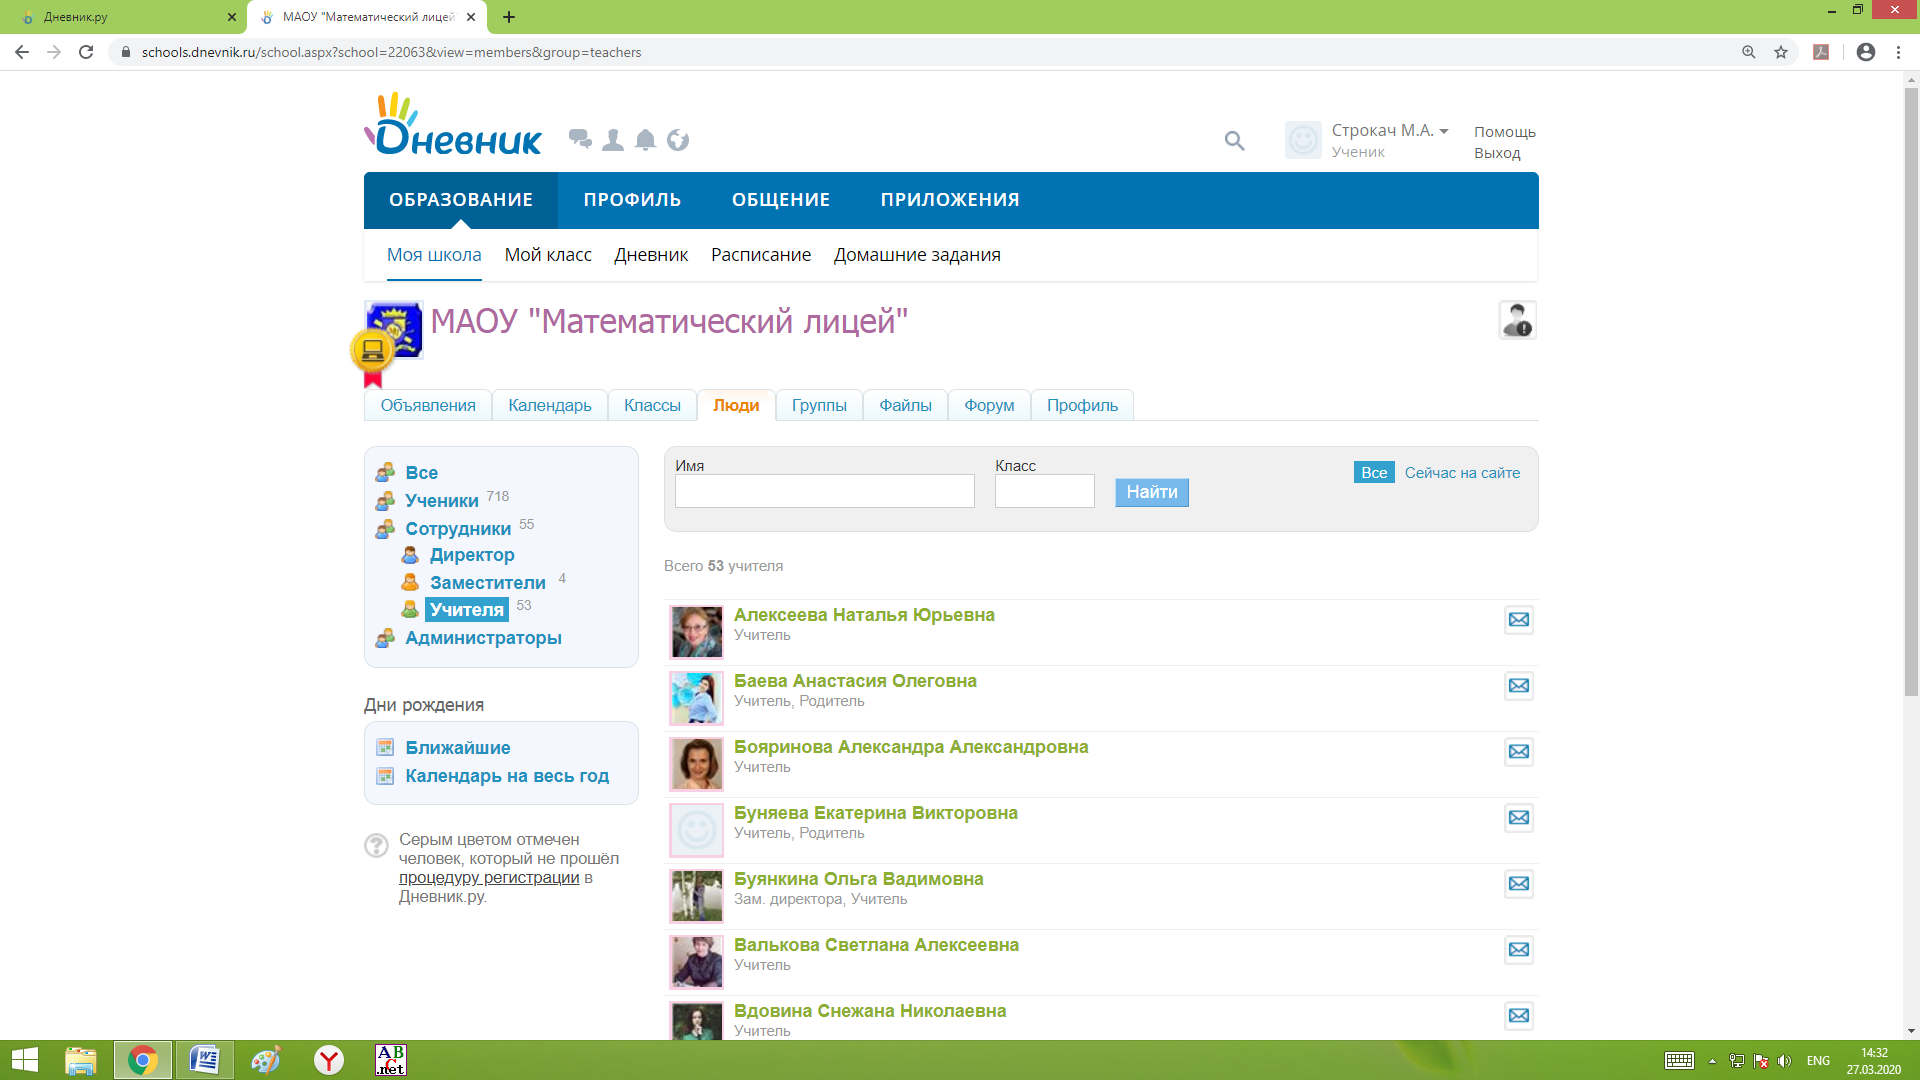 Дневник.ру
МАОУ "Математический лицей"
schools.dnevnik.ru/school.aspx?school=22063&view=members&group=teachers
Дневник
Строкач М.А.
Ученик
Помощь
Выход
ОБРАЗОВАНИЕ ПРОФИЛЬ ОБЩЕНИЕ ПРИЛОЖЕНИЯ
Моя школа Мой класс Дневник Расписание Домашние задания
МАОУ "Математический лицей"
Объявления Календарь Классы Люди Группы Файлы Форум Профиль
Все
Ученики 718
Сотрудники 55
Директор
Заместители 4
Учителя 53
Администраторы
Дни рождения
Ближайшие
Календарь на весь год
Серым цветом отмечен
человек, который не прошёл
процедуру регистрации в
Дневник.ру.
Имя Класс
Найти
Все Сейчас на сайте
Всего 53 учителя
Алексеева Наталья Юрьевна
Учитель
Баева Анастасия Олеговна
Учитель, Родитель
Бояринова Александра Александровна
Учитель
Буняева Екатерина Викторовна
Учитель, Родитель
Буянкина Ольга Вадимовна
Зам. директора, Учитель
Валькова Светлана Алексеевна
Учитель
Вдовина Снежана Николаевна
Учитель
ABC.net
ENG
14:32
27.03.2020